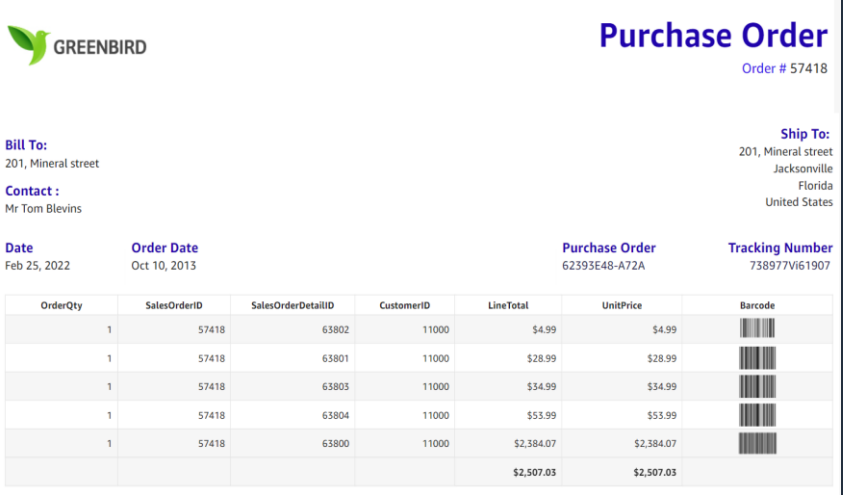 GREENBIRD
Purchase Order
Order # 57418
Bill To:
201, Mineral street
Contact :
Mr Tom Blevins
Ship To:
201, Mineral street
Jacksonville
Florida
United States
Date Order Date Purchase Order Tracking Number
Feb 25, 2022 Oct 10, 2013 62393E48-A72A 738977Vi61907
OrderQty SalesOrderID SalesOrderDetailID CustomerID LineTotal UnitPrice Barcode
1 57418 63802 11000 $4.99 $4.99
1 57418 63801 11000 $28.99 $28.99
1 57418 63803 11000 $34.99 $34.99
1 57418 63804 11000 $53.99 $53.99
1 57418 63800 11000 $2,384.07 $2,384.07
$2,507.03 $2,507.03